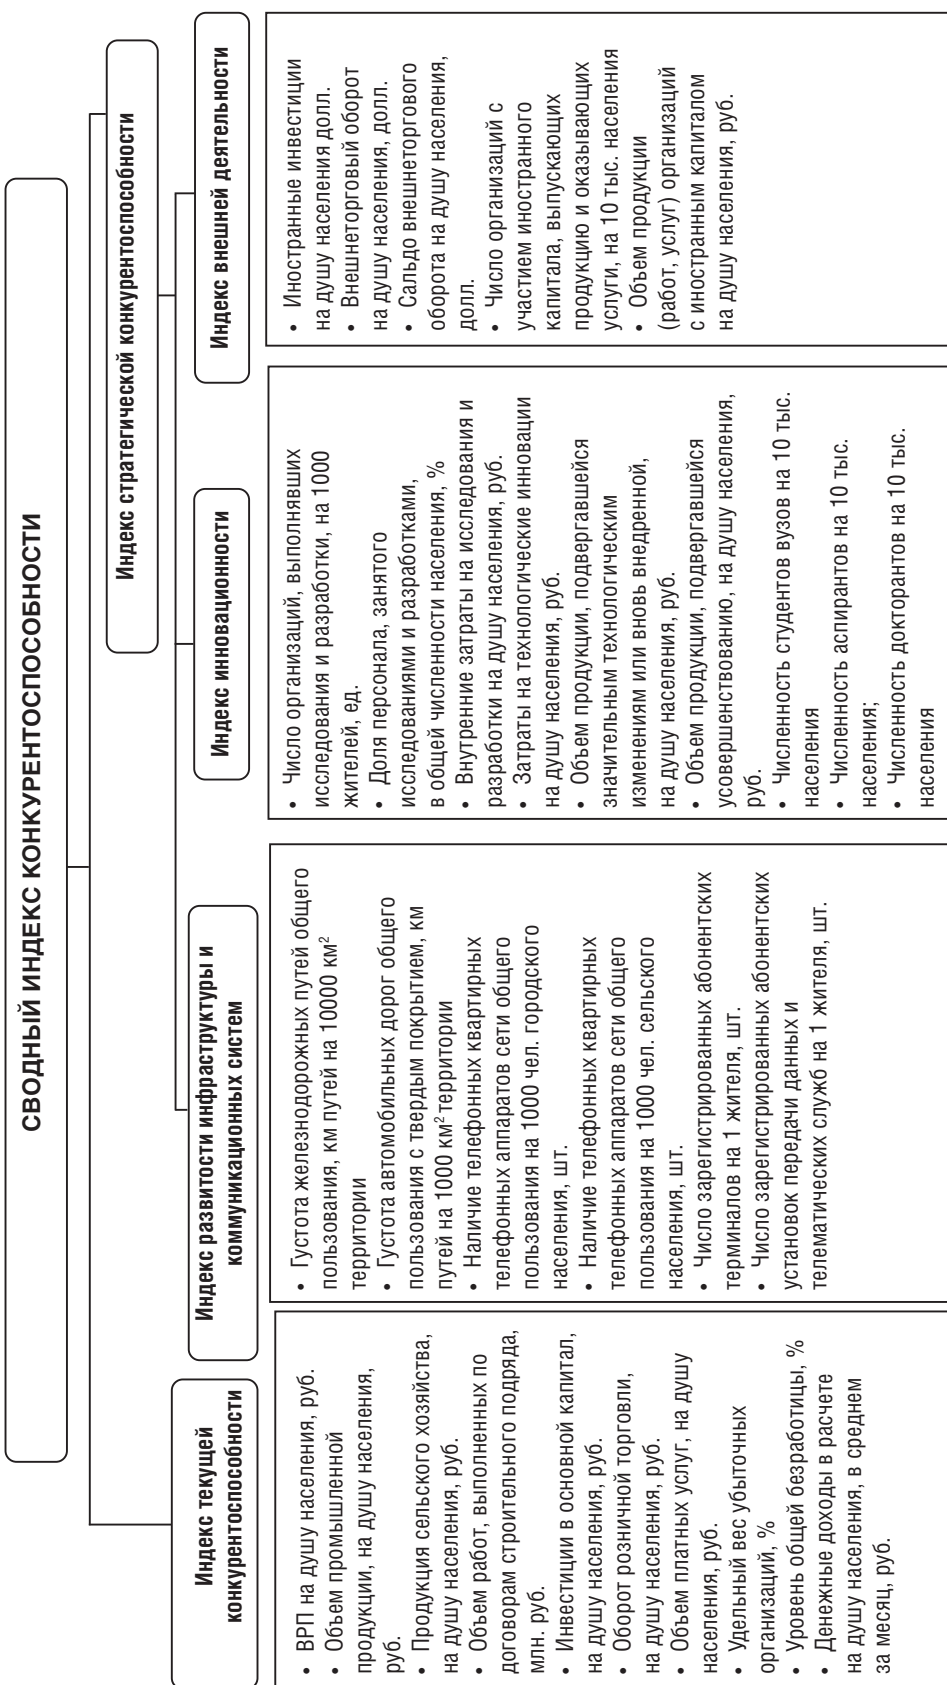 СВОДНЫЙ ИНДЕКС КОНКУРЕНТОСПОСОБНОСТИ
Индекс стратегической конкурентоспособности
Индекс текущей
конкурентоспособности
Индекс развитости инфраструктуры и
коммуникационных систем
Индекс инновационности
Индекс внешней деятельности
• ВРП на душу населения, руб.
• Объем промышленной
продукции, на душу населения,
руб.
• Продукция сельского хозяйства,
на душу населения, руб.
• Объем работ, выполненных по
договорам строительного подряда,
млн. руб.
• Инвестиции в основной капитал,
на душу населения, руб.
• Оборот розничной торговли,
на душу населения, руб.
• Объем платных услуг, на душу
населения, руб.
• Удельный вес убыточных
организаций, %
• Уровень общей безработицы, %
• Денежные доходы в расчете
на душу населения, в среднем
за месяц, руб.
• Густота железнодорожных путей общего
пользования, км путей на 10000 км²
территории
• Густота автомобильных дорог общего
пользования с твердым покрытием, км
путей на 1000 км² территории
• Наличие телефонных квартирных
телефонных аппаратов сети общего
пользования на 1000 чел. городского
населения, шт.
• Наличие телефонных квартирных
телефонных аппаратов сети общего
пользования на 1000 чел. сельского
населения, шт.
• Число зарегистрированных абонентских
терминалов на 1 жителя, шт.
• Число зарегистрированных абонентских
установок передачи данных и
телематических служб на 1 жителя, шт.
• Число организаций, выполнявших
исследования и разработки, на 1000
жителей, ед.
• Доля персонала, занятого
исследованиями и разработками,
в общей численности населения, %
• Внутренние затраты на исследования и
разработки на душу населения, руб.
• Затраты на технологические инновации
на душу населения, руб.
• Объем продукции, подвергавшейся
значительным технологическим
изменениям или вновь внедренной,
на душу населения, руб.
• Объем продукции, подвергавшейся
усовершенствованию, на душу населения,
руб.
• Численность студентов вузов на 10 тыс.
населения
• Численность аспирантов на 10 тыс.
населения;
• Численность докторантов на 10 тыс.
населения
• Иностранные инвестиции
на душу населения долл.
• Внешнеторговый оборот
на душу населения, долл.
• Сальдо внешнеторгового
оборота на душу населения,
долл.
• Число организаций с
участием иностранного
капитала, выпускающих
продукцию и оказывающих
услуги, на 10 тыс. населения
• Объем продукции
(работ, услуг) организаций
с иностранным капиталом
на душу населения, руб.